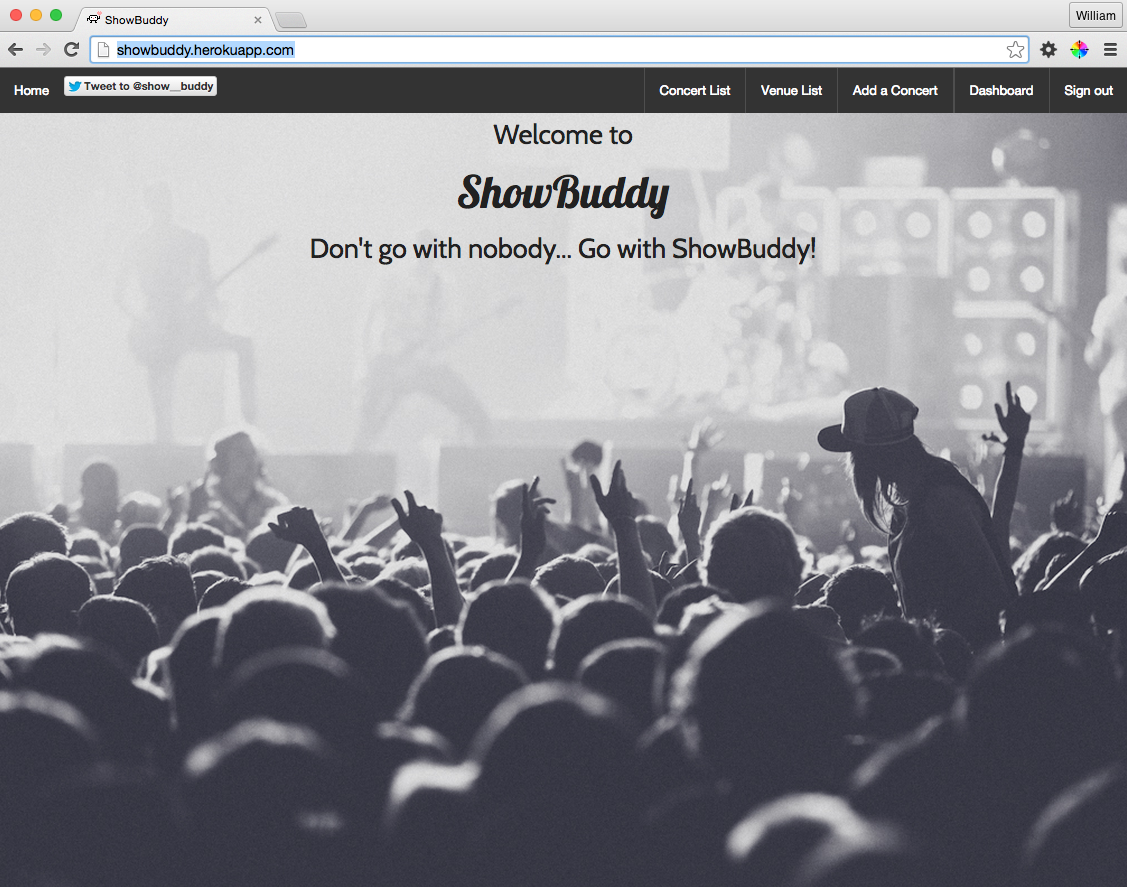 ShowBuddy
William
showbuddy.herokuapp.com
Home
Tweet to @show__buddy
Concert List
Venue List
Add a Concert
Dashboard
Sign out
Welcome to
ShowBuddy
Don't go with nobody... Go with ShowBuddy!